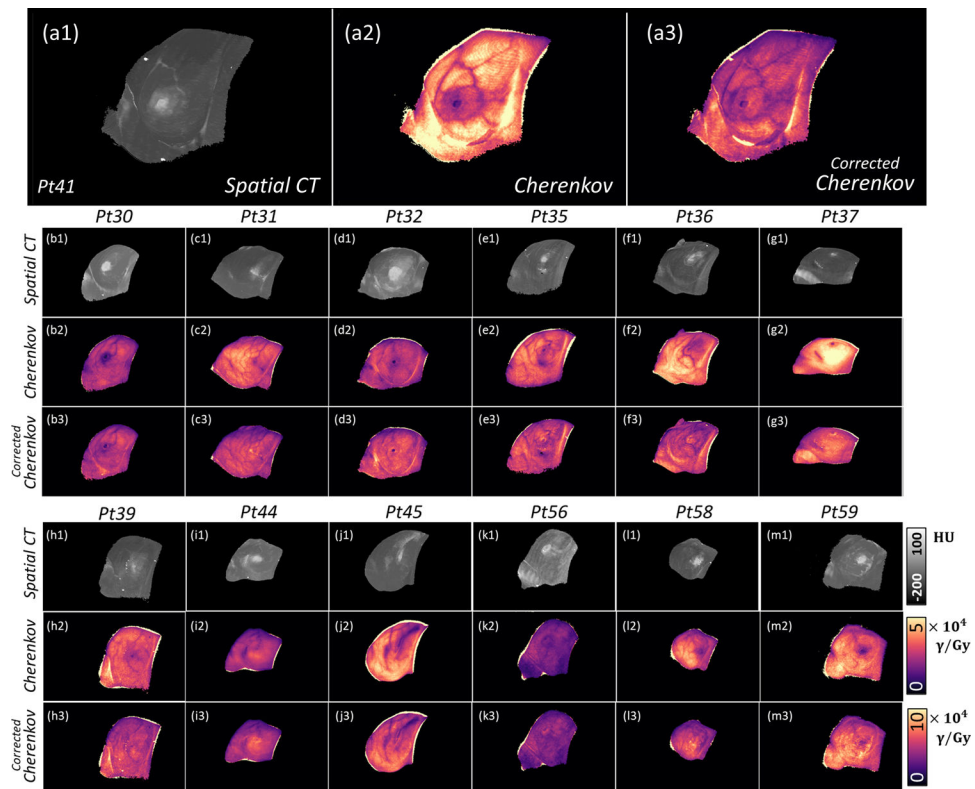 (a1) (a2) (a3)
Corrected
Pt41 Spatial CT Cherenkov Cherenkov
Pt30 Pt31 Pt32 Pt35 Pt36 Pt37
Spatial CT (b1) (c1) (d1) (e1) (f1) (g1)
Cherenkov (b2) (c2) (d2) (e2) (f2) (g2)
Corrected
Cherenkov (b3) (c3) (d3) (e3) (f3) (g3)
Pt39 Pt44 Pt45 Pt56 Pt58 Pt59
Spatial CT (h1) (i1) (j1) (k1) (l1) (m1) -200 100 HU
Cherenkov (h2) (i2) (j2) (k2) (l2) (m2) 0 5 × 10⁴
γ/Gy
Corrected
Cherenkov (h3) (i3) (j3) (k3) (l3) (m3) 0 10 × 10⁴
γ/Gy